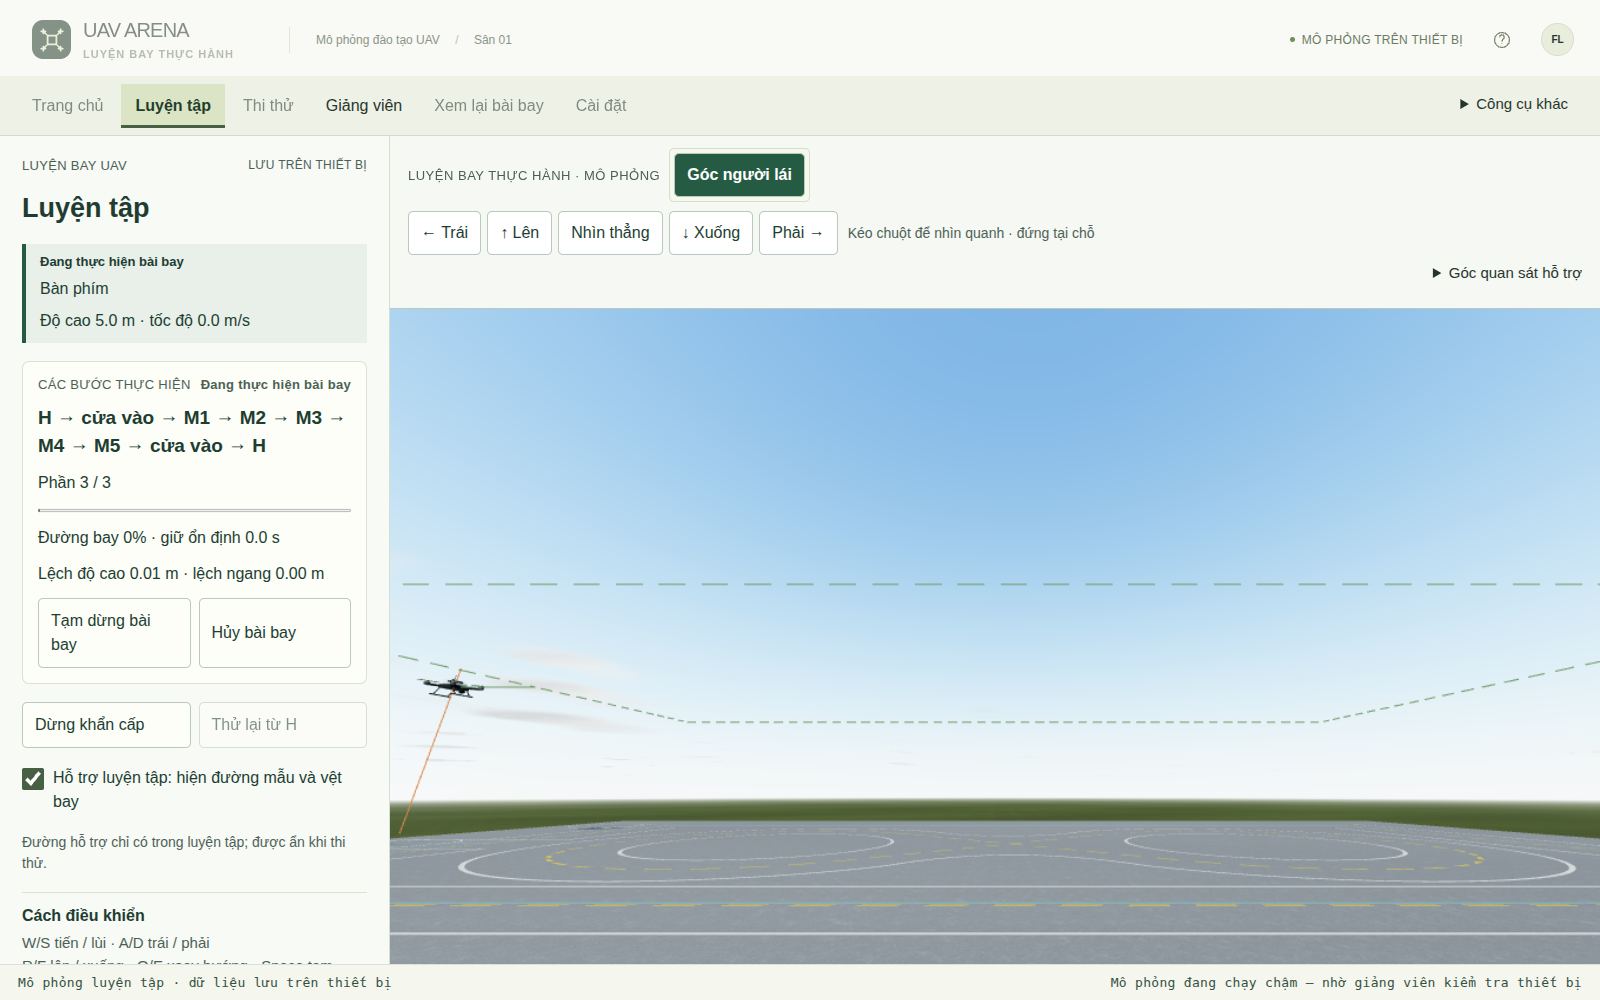 UAV ARENA
LUYỆN BAY THỰC HÀNH
Mô phỏng đào tạo UAV / Sân 01
MÔ PHỎNG TRÊN THIẾT BỊ
FL
Trang chủ Luyện tập Thi thử Giảng viên Xem lại bài bay Cài đặt
▶ Công cụ khác
LUYỆN BAY UAV
LƯU TRÊN THIẾT BỊ
Luyện tập
Đang thực hiện bài bay
Bàn phím
Độ cao 5.0 m · tốc độ 0.0 m/s
CÁC BƯỚC THỰC HIỆN Đang thực hiện bài bay
H → cửa vào → M1 → M2 → M3 →
M4 → M5 → cửa vào → H
Phần 3 / 3
Đường bay 0% · giữ ổn định 0.0 s
Lệch độ cao 0.01 m · lệch ngang 0.00 m
Tạm dừng bài
bay
Hủy bài bay
Dừng khẩn cấp
Thử lại từ H
Hỗ trợ luyện tập: hiện đường mẫu và vệt
bay
Đường hỗ trợ chỉ có trong luyện tập; được ẩn khi thi
thử.
Cách điều khiển
W/S tiến / lùi · A/D trái / phải
LUYỆN BAY THỰC HÀNH · MÔ PHỎNG
Góc người lái
← Trái
↑ Lên
Nhìn thẳng
↓ Xuống
Phải →
Kéo chuột để nhìn quanh · đứng tại chỗ
▶ Góc quan sát hỗ trợ
Mô phỏng luyện tập · dữ liệu lưu trên thiết bị
Mô phỏng đang chạy chậm — nhờ giảng viên kiểm tra thiết bị